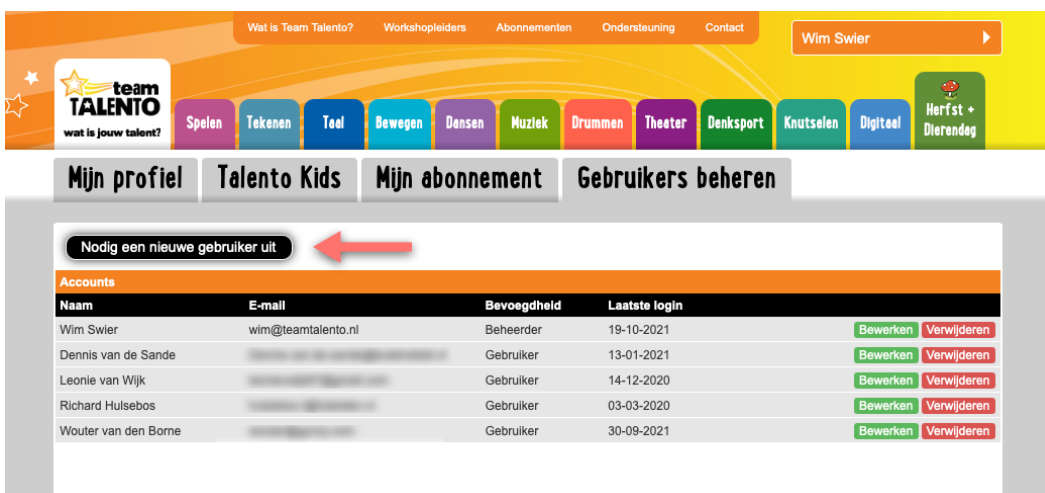 Wat is Team Talento? Workshopleiders Abonnementen Ondersteuning Contact
Wim Swier
team
TALENTO
wat is jouw talent?
Spelen Tekenen Taal Bewegen Dansen Muziek Drummen Theater Denksport Knutselen Digitaal
Herfst +
Dierendag
Mijn profiel Talento Kids Mijn abonnement Gebruikers beheren
Nodig een nieuwe gebruiker uit
Accounts
Naam E-mail Bevoegdheid Laatste login
Wim Swier wim@teamtalento.nl Beheerder 19-10-2021 Bewerken Verwijderen
Dennis van de Sande Gebruiker 13-01-2021 Bewerken Verwijderen
Leonie van Wijk Gebruiker 14-12-2020 Bewerken Verwijderen
Richard Hulsebos Gebruiker 03-03-2020 Bewerken Verwijderen
Wouter van den Borne Gebruiker 30-09-2021 Bewerken Verwijderen